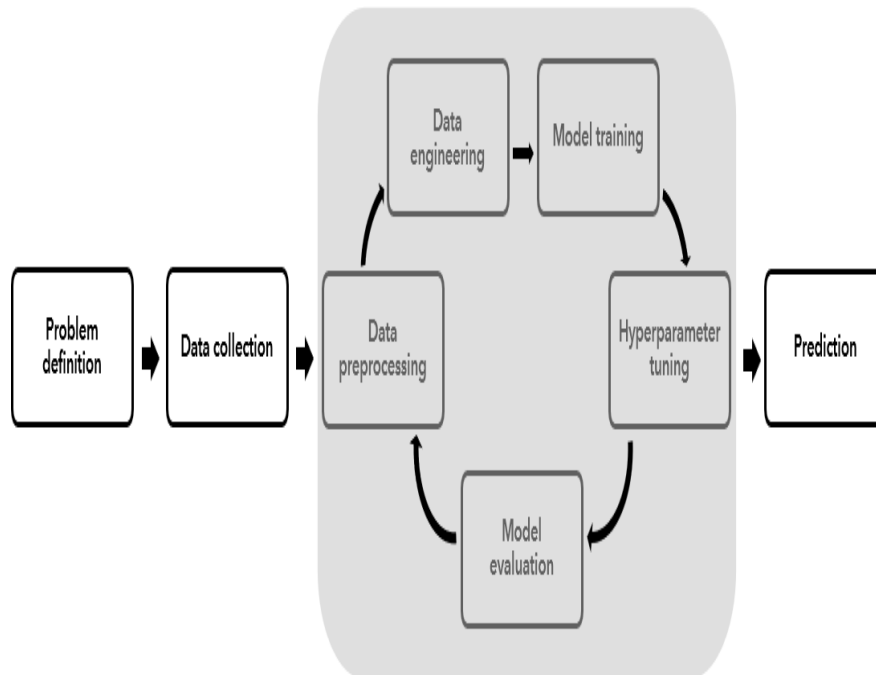 Problem
definition
Data collection
Data
preprocessing
Data
engineering
Model training
Hyperparameter
tuning
Model
evaluation
Prediction